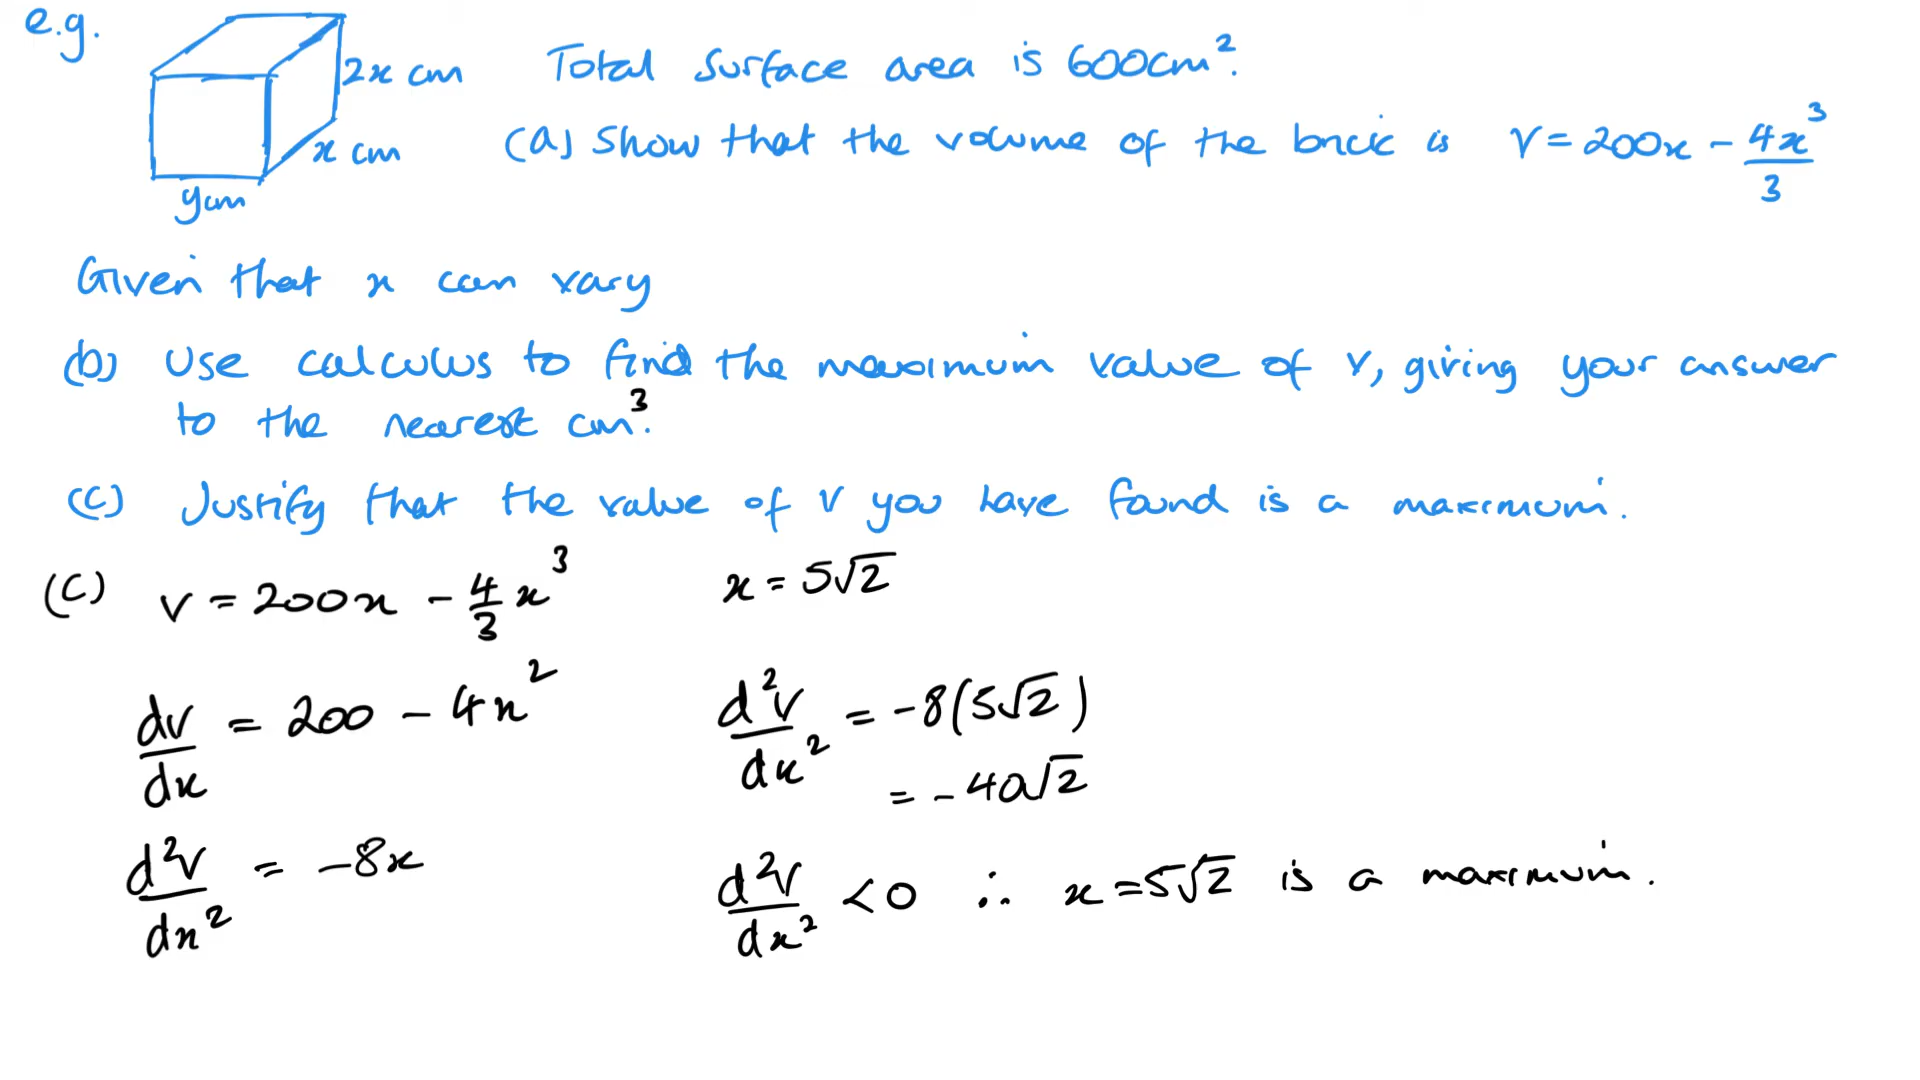 e.g.
2x cm
x cm
ycm
Total surface area is 600cm².
(a) Show that the volume of the brick is V = 200x - 4x³/3
Given that x can vary
(b) Use calculus to find the maximum value of V, giving your answer
to the nearest cm³.
(c) Justify that the value of V you have found is a maximum.
(c) V = 200x - 4/3 x³
dV/dx = 200 - 4x²
d²V/dx² = -8x
x = 5√2
d²V/dx² = -8(5√2)
= -40√2
d²V/dx² < 0 ∴ x = 5√2 is a maximum.